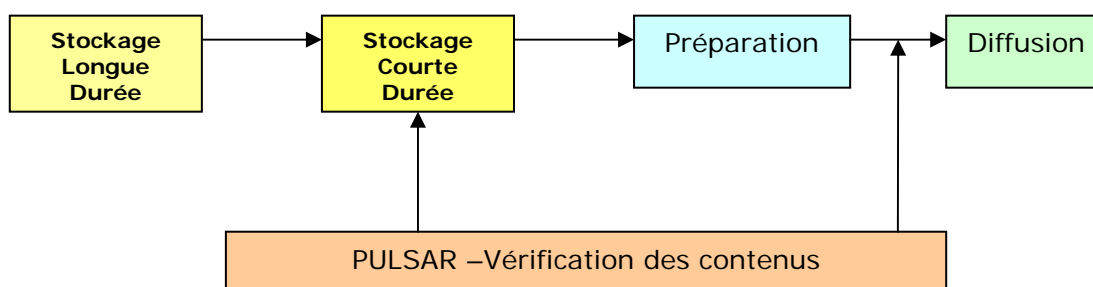 Stockage
Longue
Durée
Stockage
Courte
Durée
Préparation
Diffusion
PULSAR –Vérification des contenus